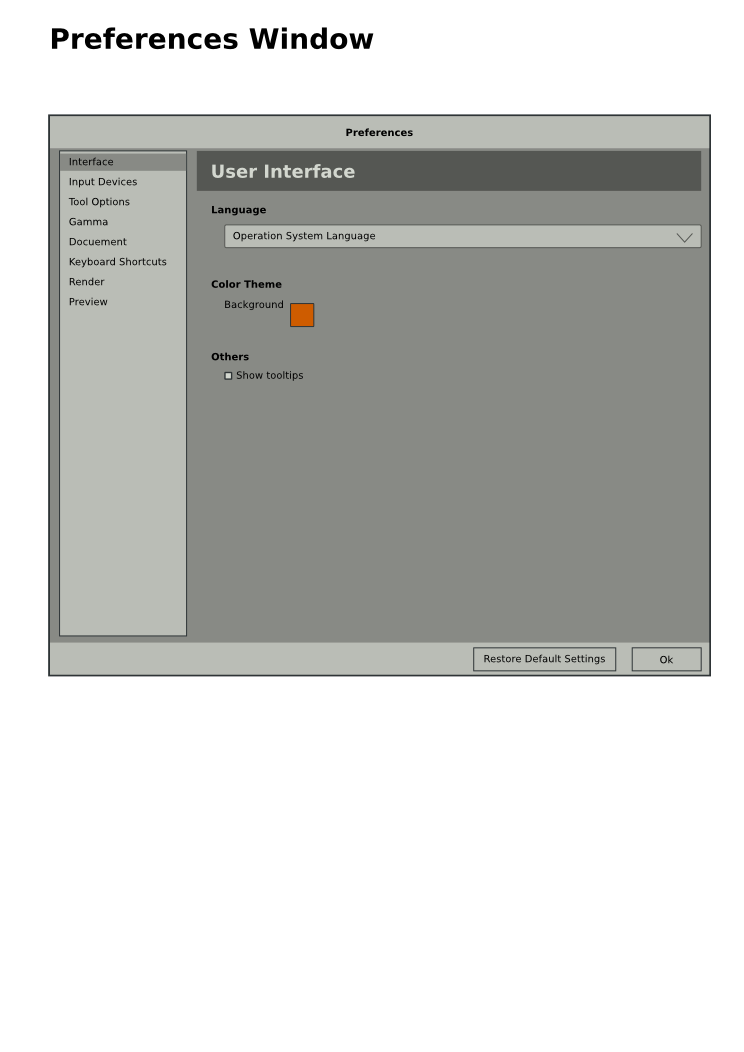 Preferences Window
Preferences
Interface
Input Devices
Tool Options
Gamma
Docuement
Keyboard Shortcuts
Render
Preview
User Interface
Language
Operation System Language
Color Theme
Background
Others
Show tooltips
Restore Default Settings
Ok